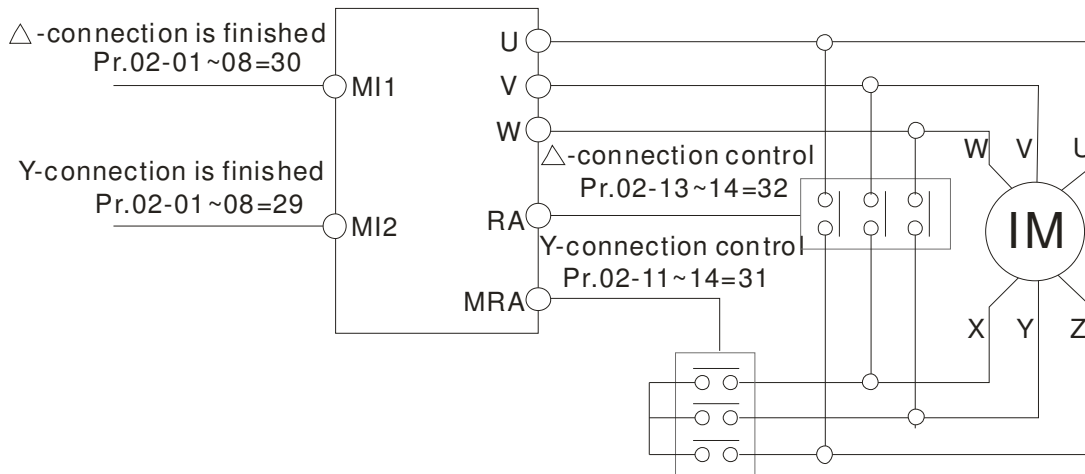 △-connection is finished
Pr.02-01~08=30
MI1
Y-connection is finished
Pr.02-01~08=29
MI2
U
V
W
△-connection control
Pr.02-13~14=32
RA
Y-connection control
Pr.02-11~14=31
MRA
W V U
IM
X Y Z